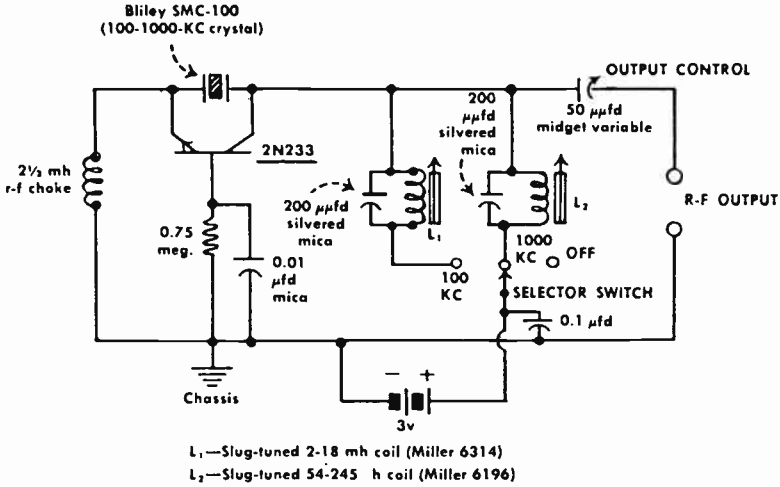 Bliley SMC-100
(100-1000-KC crystal)
OUTPUT CONTROL
50 μμfd
midget variable
200
μμfd
silvered
mica
2N233
2½ mh
r-f choke
200 μμfd
silvered
mica
L₁
L₂
R-F OUTPUT
0.75
meg.
0.01
μfd
mica
100
KC
1000
KC
OFF
SELECTOR SWITCH
0.1 μfd
Chassis
− +
3v
L₁—Slug-tuned 2-18 mh coil (Miller 6314)
L₂—Slug-tuned 54-245 h coil (Miller 6196)